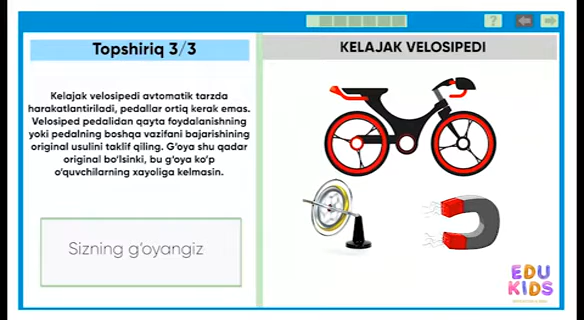 ?
Topshiriq 3/3
KELAJAK VELOSIPEDI
Kelajak velosipedi avtomatik tarzda
harakatlantiriladi, pedallar ortiq kerak emas.
Velosiped pedalidan qayta foydalanishning
yoki pedalning boshqa vazifani bajarishining
original usulini taklif qiling. G‘oya shu qadar
original bo‘lsinki, bu g‘oya ko‘p
o‘quvchilarning xayoliga kelmasin.
Sizning g‘oyangiz
EDU
KIDS